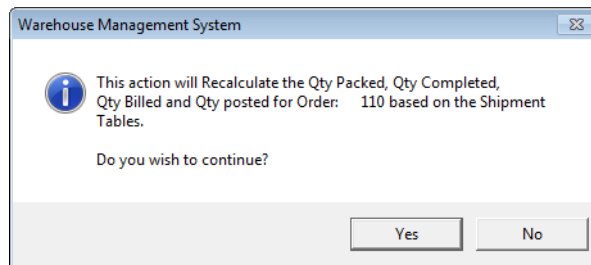 Warehouse Management System
This action will Recalculate the Qty Packed, Qty Completed,
Qty Billed and Qty posted for Order: 110 based on the Shipment
Tables.
Do you wish to continue?
Yes
No